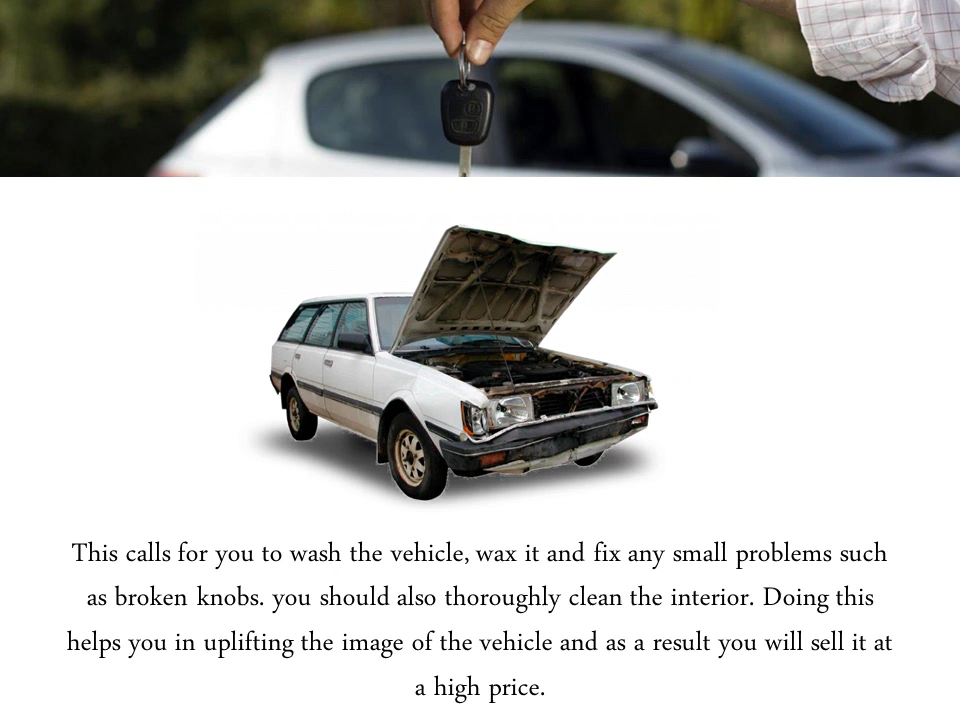 This calls for you to wash the vehicle, wax it and fix any small problems such
as broken knobs. you should also thoroughly clean the interior. Doing this
helps you in uplifting the image of the vehicle and as a result you will sell it at
a high price.